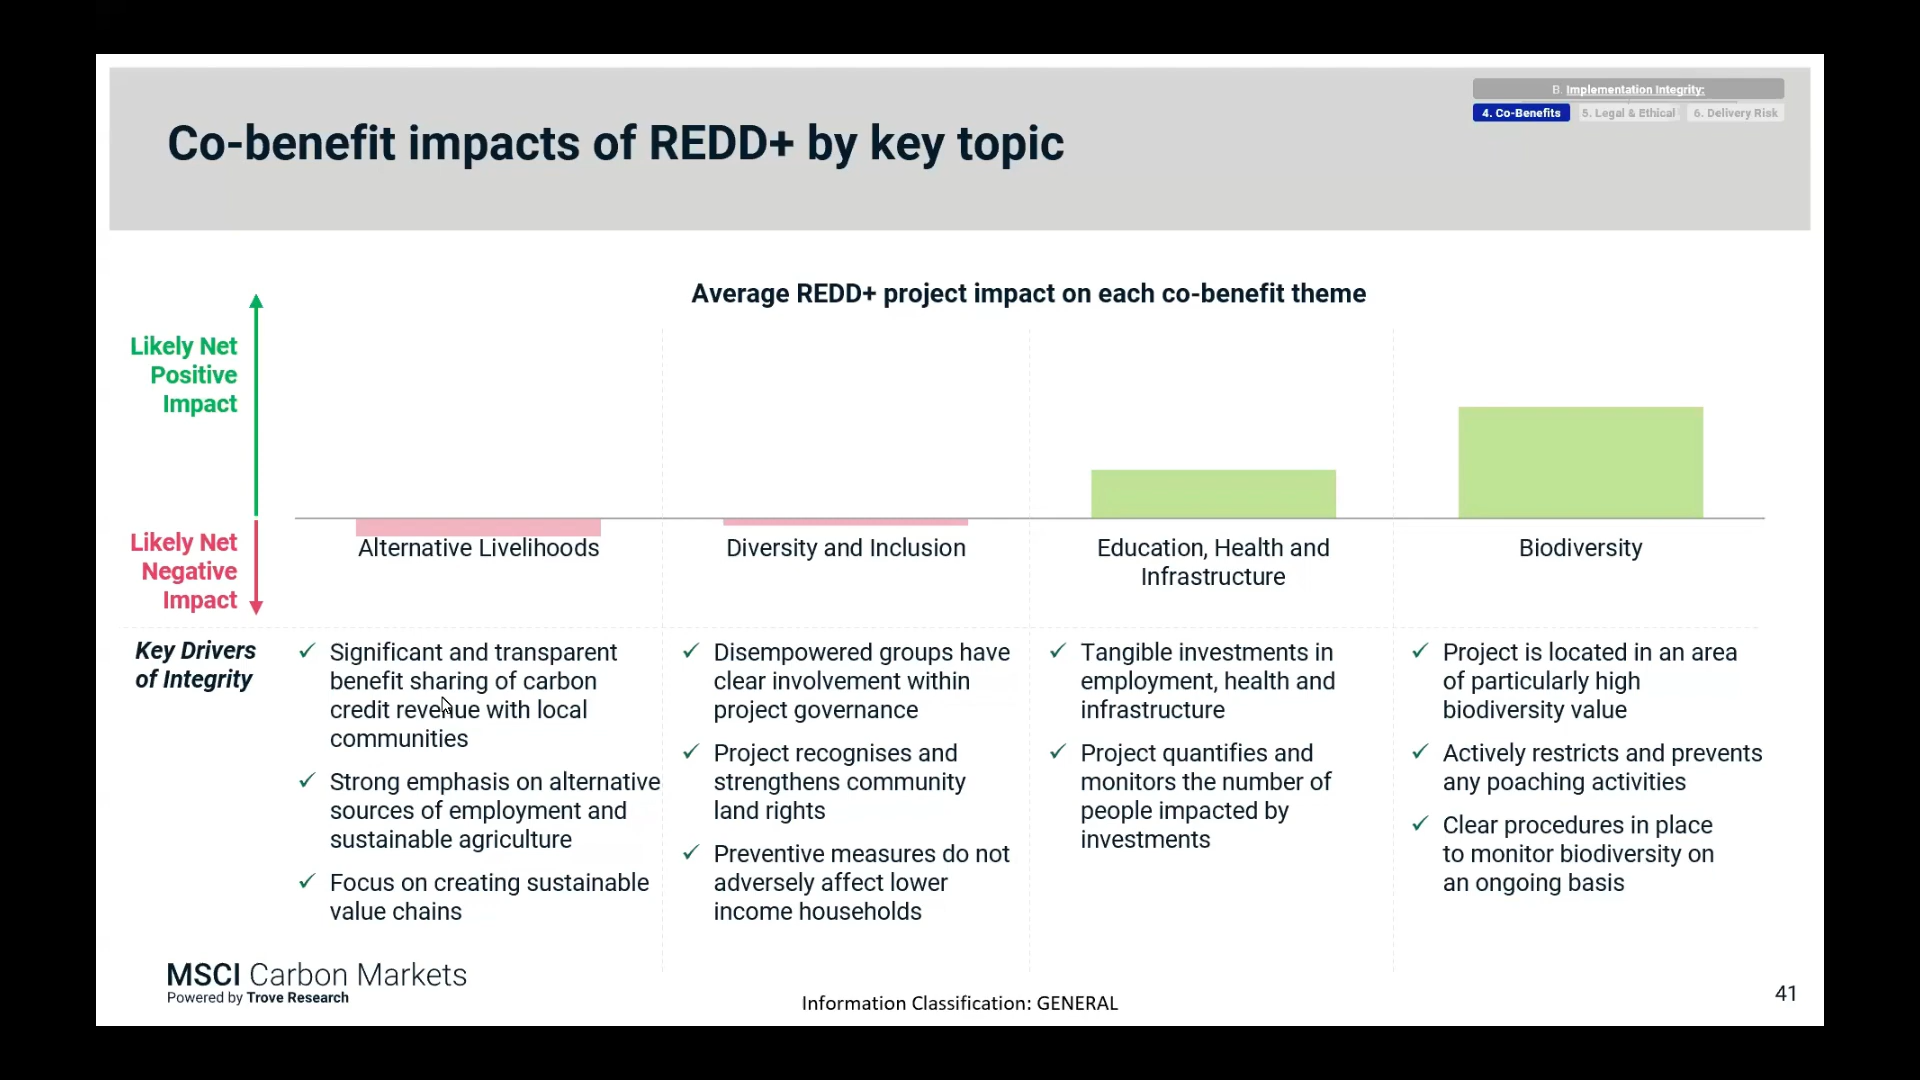 B. Implementation Integrity:
4. Co-Benefits
5. Legal & Ethical
6. Delivery Risk
Co-benefit impacts of REDD+ by key topic
Average REDD+ project impact on each co-benefit theme
Likely Net
Positive
Impact
Likely Net
Negative
Impact
Alternative Livelihoods
Diversity and Inclusion
Education, Health and
Infrastructure
Biodiversity
Key Drivers
of Integrity
✓ Significant and transparent
benefit sharing of carbon
credit revenue with local
communities
✓ Strong emphasis on alternative
sources of employment and
sustainable agriculture
✓ Focus on creating sustainable
value chains
✓ Disempowered groups have
clear involvement within
project governance
✓ Project recognises and
strengthens community
land rights
✓ Preventive measures do not
adversely affect lower
income households
✓ Tangible investments in
employment, health and
infrastructure
✓ Project quantifies and
monitors the number of
people impacted by
investments
✓ Project is located in an area
of particularly high
biodiversity value
✓ Actively restricts and prevents
any poaching activities
✓ Clear procedures in place
to monitor biodiversity on
an ongoing basis
MSCI Carbon Markets
Powered by Trove Research
Information Classification: GENERAL
41